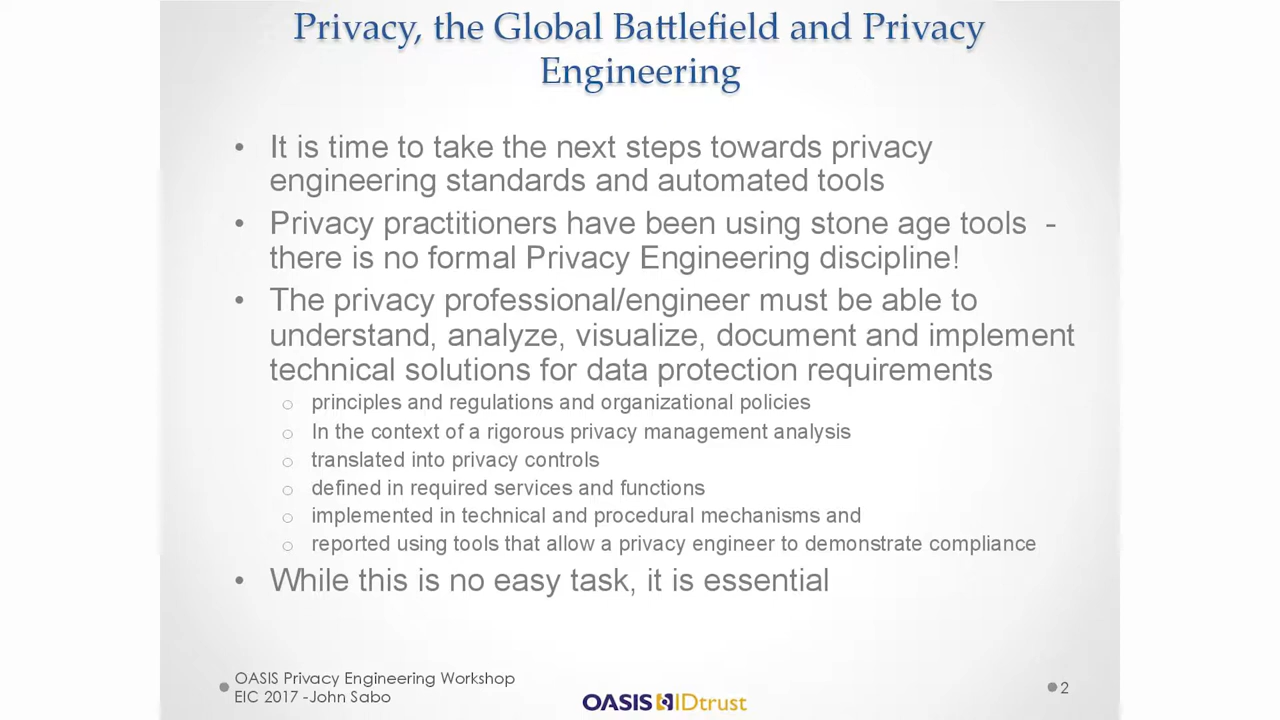 Privacy, the Global Battlefield and Privacy
Engineering
• It is time to take the next steps towards privacy
engineering standards and automated tools
• Privacy practitioners have been using stone age tools -
there is no formal Privacy Engineering discipline!
• The privacy professional/engineer must be able to
understand, analyze, visualize, document and implement
technical solutions for data protection requirements
o principles and regulations and organizational policies
o In the context of a rigorous privacy management analysis
o translated into privacy controls
o defined in required services and functions
o implemented in technical and procedural mechanisms and
o reported using tools that allow a privacy engineer to demonstrate compliance
• While this is no easy task, it is essential
• OASIS Privacy Engineering Workshop
EIC 2017 -John Sabo
OASIS IDtrust
• 2